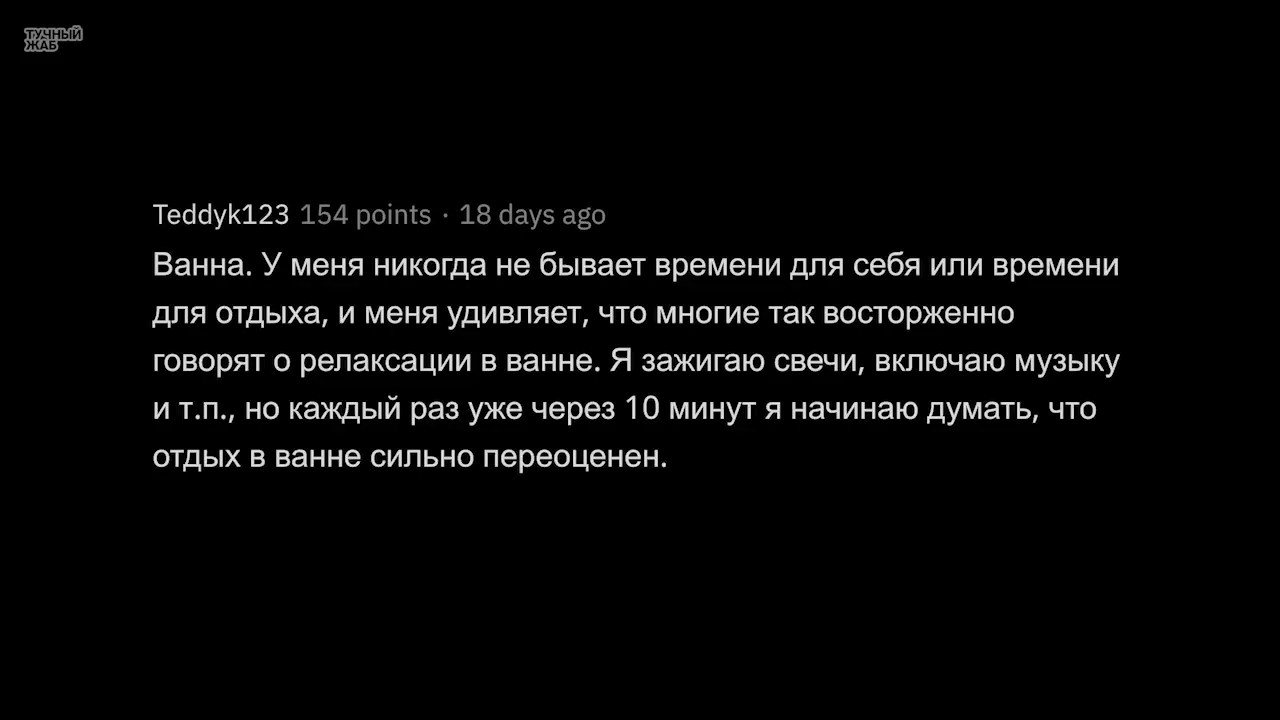 ТУЧНЫЙ
ЖАБ
Teddyk123 154 points · 18 days ago
Ванна. У меня никогда не бывает времени для себя или времени
для отдыха, и меня удивляет, что многие так восторженно
говорят о релаксации в ванне. Я зажигаю свечи, включаю музыку
и т.п., но каждый раз уже через 10 минут я начинаю думать, что
отдых в ванне сильно переоценен.